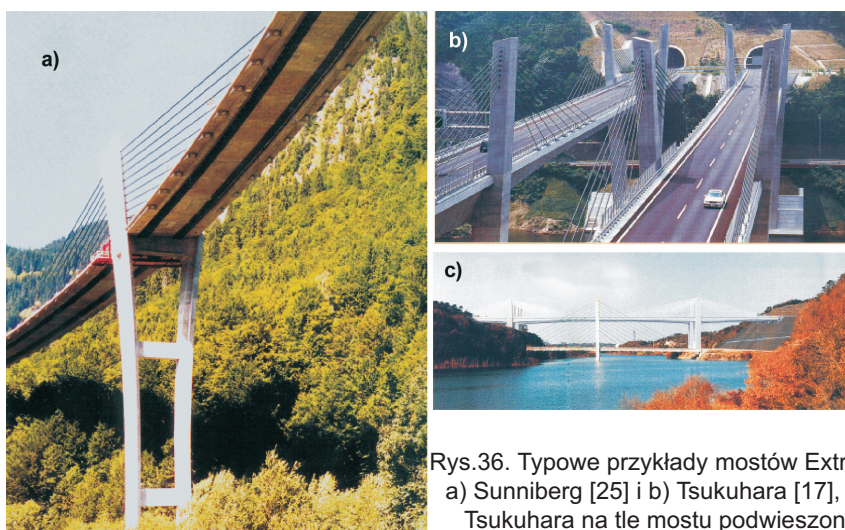 a)
b)
c)
Rys.36. Typowe przykłady mostów Extr
a) Sunniberg [25] i b) Tsukuhara [17],
Tsukuhara na tle mostu podwieszon